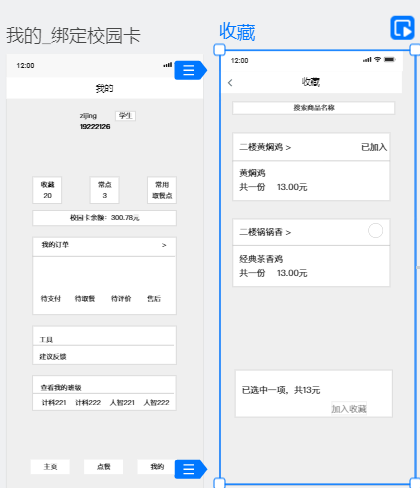 我的_绑定校园卡
12:00
我的
zijing 学生
19222126
收藏 常点 常用
20 3 取餐点
校园卡余额：300.78元
我的订单 >
待支付 待取餐 待评价 售后
工具
建议反馈
查看我的班级
计科221 计科222 人智221 人智222
主页 点餐 我的
收藏
12:00
< 收藏
搜索商品名称
二楼黄焖鸡 > 已加入
黄焖鸡
共一份 13.00元
二楼锅锅香 >
经典茶香鸡
共一份 13.00元
已选中一项，共13元
加入收藏